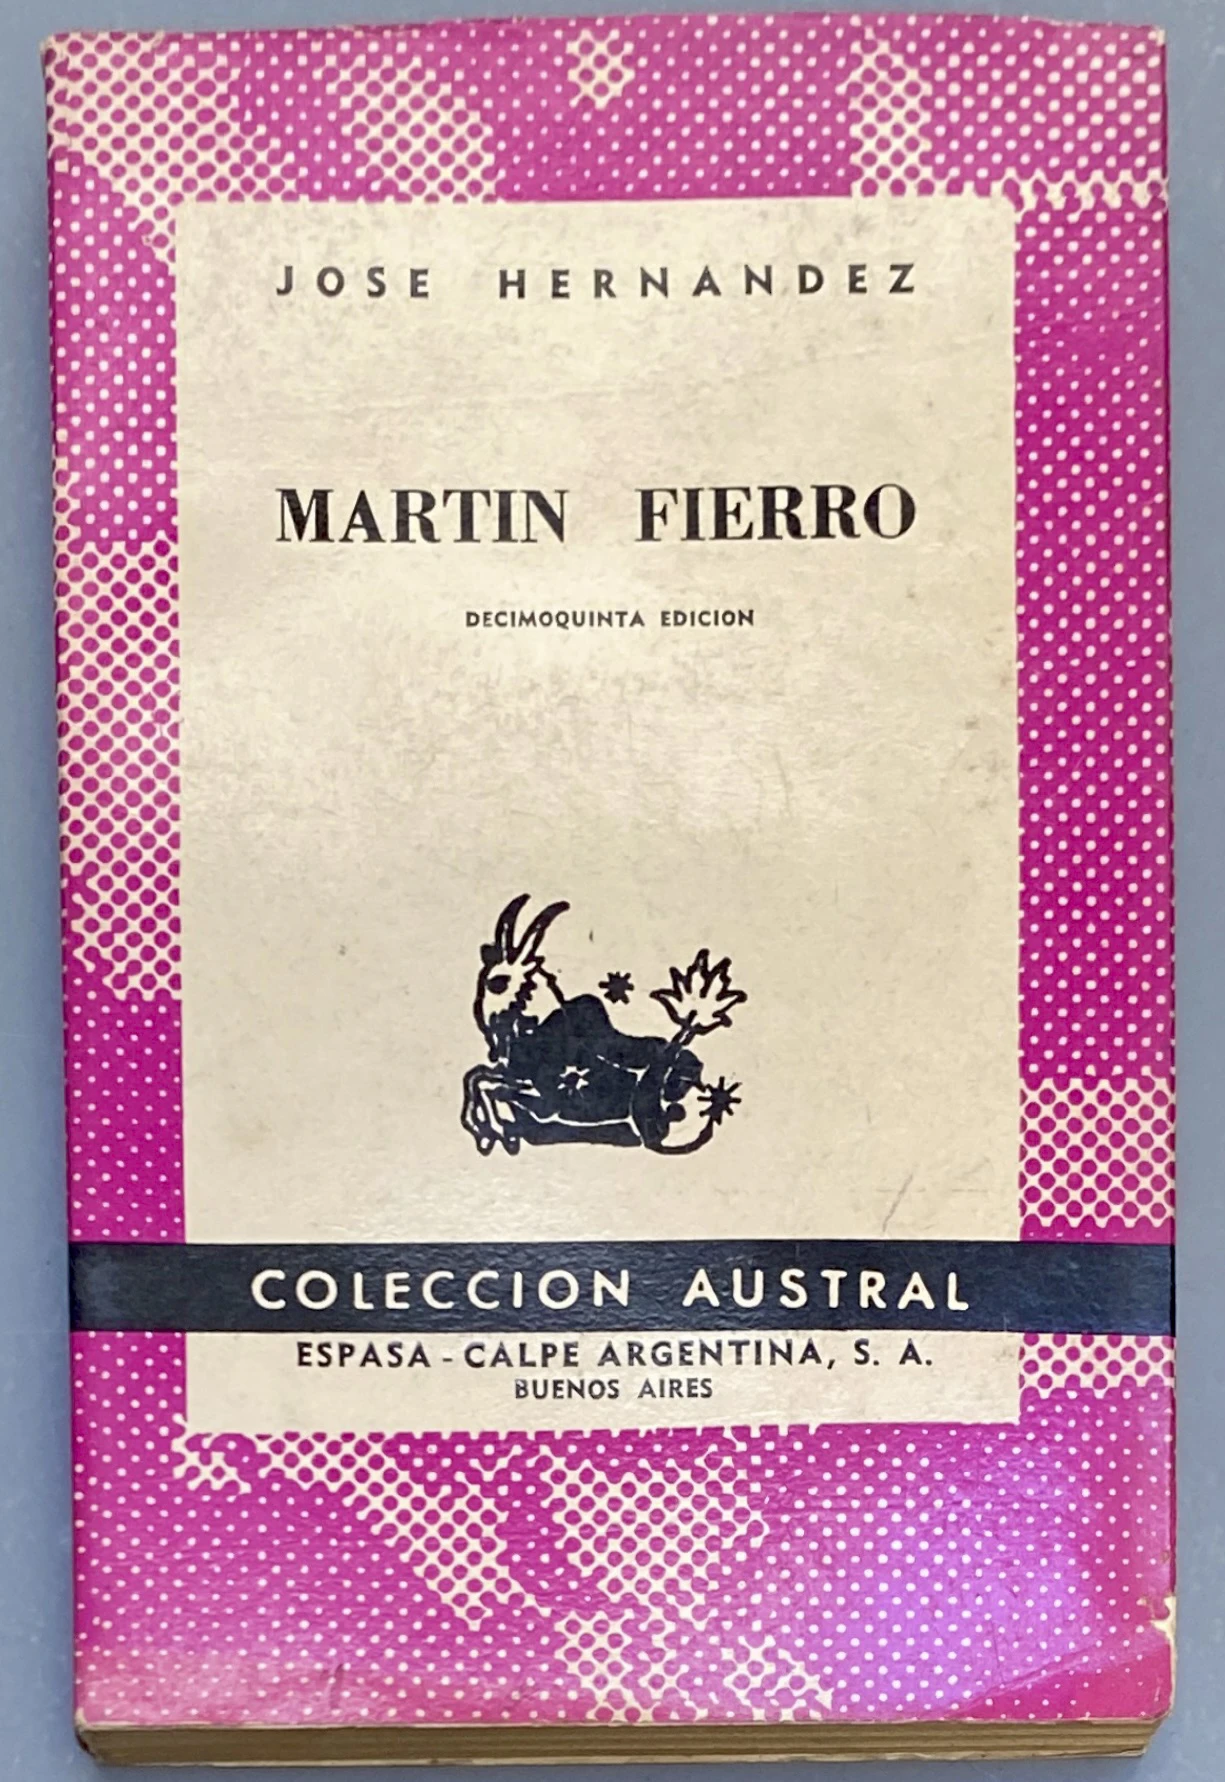 JOSE HERNANDEZ
MARTIN FIERRO
DECIMOQUINTA EDICION
COLECCION AUSTRAL
ESPASA - CALPE ARGENTINA, S. A.
BUENOS AIRES